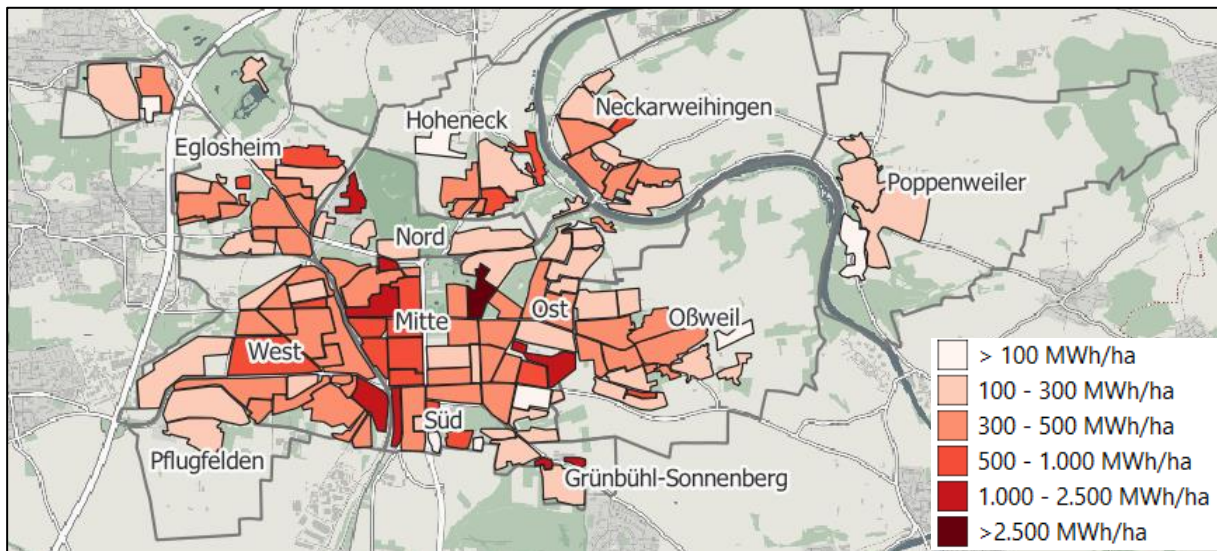 Neckarweihingen
Hoheneck
Eglosheim
Poppenweiler
Nord
Ost
Oßweil
Mitte
West
Süd
Pflugfelden
Grünbühl-Sonnenberg
> 100 MWh/ha
100 - 300 MWh/ha
300 - 500 MWh/ha
500 - 1.000 MWh/ha
1.000 - 2.500 MWh/ha
>2.500 MWh/ha